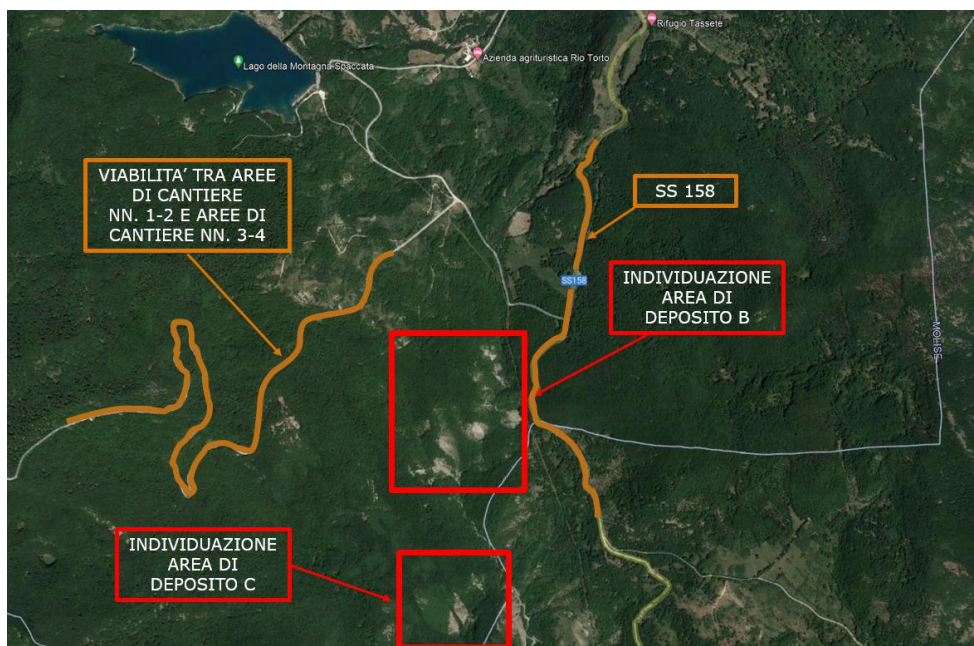 Rifugio Tassete
Azienda agrituristica Rio Torto
Lago della Montagna Spaccata
VIABILITA’ TRA AREE
DI CANTIERE
NN. 1-2 E AREE DI
CANTIERE NN. 3-4
SS 158
SS158
INDIVIDUAZIONE
AREA DI
DEPOSITO B
MOLISE
INDIVIDUAZIONE
AREA DI
DEPOSITO C